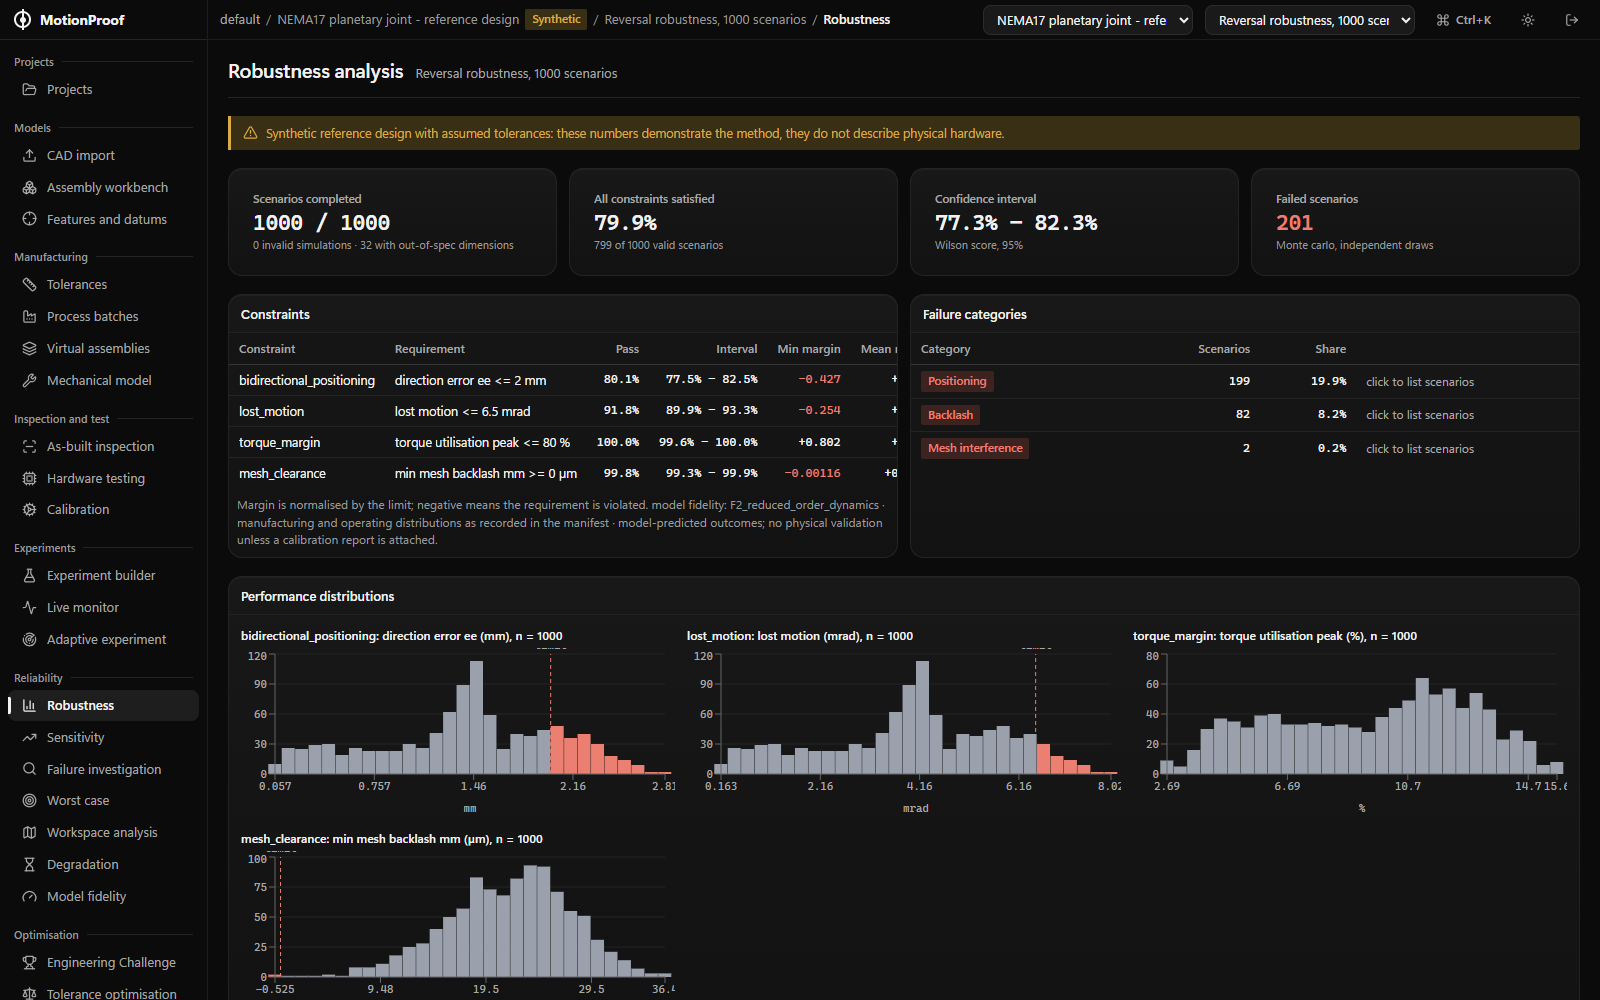 MotionProof
default / NEMA17 planetary joint - reference design Synthetic / Reversal robustness, 1000 scenarios / Robustness
NEMA17 planetary joint - refe
Reversal robustness, 1000 scer
Ctrl+K
Projects
Projects
Models
CAD import
Assembly workbench
Features and datums
Manufacturing
Tolerances
Process batches
Virtual assemblies
Mechanical model
Inspection and test
As-built inspection
Hardware testing
Calibration
Experiments
Experiment builder
Live monitor
Adaptive experiment
Reliability
Robustness
Sensitivity
Failure investigation
Worst case
Workspace analysis
Degradation
Model fidelity
Optimisation
Engineering Challenge
Tolerance optimisation
Robustness analysis Reversal robustness, 1000 scenarios
Synthetic reference design with assumed tolerances: these numbers demonstrate the method, they do not describe physical hardware.
Scenarios completed
1000 / 1000
0 invalid simulations · 32 with out-of-spec dimensions
All constraints satisfied
79.9%
799 of 1000 valid scenarios
Confidence interval
77.3% – 82.3%
Wilson score, 95%
Failed scenarios
201
Monte carlo, independent draws
Constraints
Constraint Requirement Pass Interval Min margin Mean
bidirectional_positioning direction error ee <= 2 mm 80.1% 77.5% – 82.5% −0.427 +
lost_motion lost motion <= 6.5 mrad 91.8% 89.9% – 93.3% −0.254 +
torque_margin torque utilisation peak <= 80 % 100.0% 99.6% – 100.0% +0.802 +
mesh_clearance min mesh backlash mm >= 0 µm 99.8% 99.3% – 99.9% −0.00116 +0
Margin is normalised by the limit; negative means the requirement is violated. model fidelity: F2_reduced_order_dynamics ·
manufacturing and operating distributions as recorded in the manifest · model-predicted outcomes; no physical validation
unless a calibration report is attached.
Failure categories
Category Scenarios Share
Positioning 199 19.9% click to list scenarios
Backlash 82 8.2% click to list scenarios
Mesh interference 2 0.2% click to list scenarios
Performance distributions
bidirectional_positioning: direction error ee (mm), n = 1000
120
90
60
30
0
0.057 0.757 1.46 2.16 2.81
mm
lost_motion: lost motion (mrad), n = 1000
120
90
60
30
0
0.163 2.16 4.16 6.16 8.02
mrad
torque_margin: torque utilisation peak (%), n = 1000
80
60
40
20
0
2.69 6.69 10.7 14.7 15.6
%
mesh_clearance: min mesh backlash mm (µm), n = 1000
100
75
50
25
0
−0.525 9.48 19.5 29.5 36.